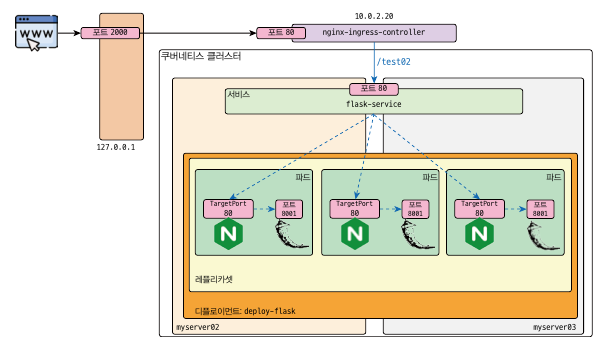 10.0.2.20
WWW
포트 2000
포트 80
nginx-ingress-controller
쿠버네티스 클러스터
/test02
포트 80
서비스
flask-service
127.0.0.1
파드
파드
파드
TargetPort
80
포트
8001
TargetPort
80
포트
8001
TargetPort
80
포트
8001
N
N
N
레플리카셋
디플로이먼트: deploy-flask
myserver02
myserver03